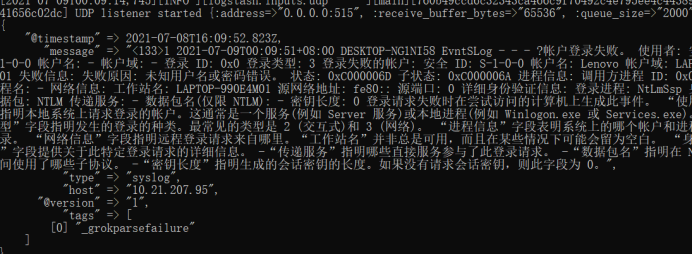 [2021-07-09T00:09:14,745][INFO ][logstash.inputs.udp      ][main]
41656c02dc] UDP listener started {:address=>"0.0.0.0:515", :receive_buffer_bytes=>"65536", :queue_size=>"2000"
{
"@timestamp" => 2021-07-08T16:09:52.823Z,
"message" => "<133>1 2021-07-09T00:09:51+08:00 DESKTOP-NG1NI58 EvntSLog - - - ?帐户登录失败。 使用者: 安
1-0-0 帐户名: - 帐户域: - 登录 ID: 0x0 登录类型: 3 登录失败的帐户: 安全 ID: S-1-0-0 帐户名: Lenovo 帐户域: LAP
01 失败信息: 失败原因: 未知用户名或密码错误。 状态: 0xC000006D 子状态: 0xC000006A 进程信息: 调用方进程 ID: 0x0
程名: - 网络信息: 工作站名: LAPTOP-990E4M01 源网络地址: fe80:: 源端口: 0 详细身份验证信息: 登录进程: NtLmSsp 身
据包: NTLM 传递服务: - 数据包名(仅限 NTLM): - 密钥长度: 0 登录请求失败时在尝试访问的计算机上生成此事件。 “使
指明本地系统上请求登录的帐户。这通常是一个服务(例如 Server 服务)或本地进程(例如 Winlogon.exe 或 Services.exe)。
型”字段指明发生的登录的种类。最常见的类型是 2 (交互式)和 3 (网络)。 “进程信息”字段表明系统上的哪个帐户和进
录。 “网络信息”字段指明远程登录请求来自哪里。“工作站名”并非总是可用，而且在某些情况下可能会留为空白。 “身
”字段提供关于此特定登录请求的详细信息。 -“传递服务”指明哪些直接服务参与了此登录请求。 -“数据包名”指明在 N
间使用了哪些子协议。 -“密钥长度”指明生成的会话密钥的长度。如果没有请求会话密钥，则此字段为 0。",
"type" => "syslog",
"host" => "10.21.207.95",
"@version" => "1",
"tags" => [
[0] "_grokparsefailure"
]